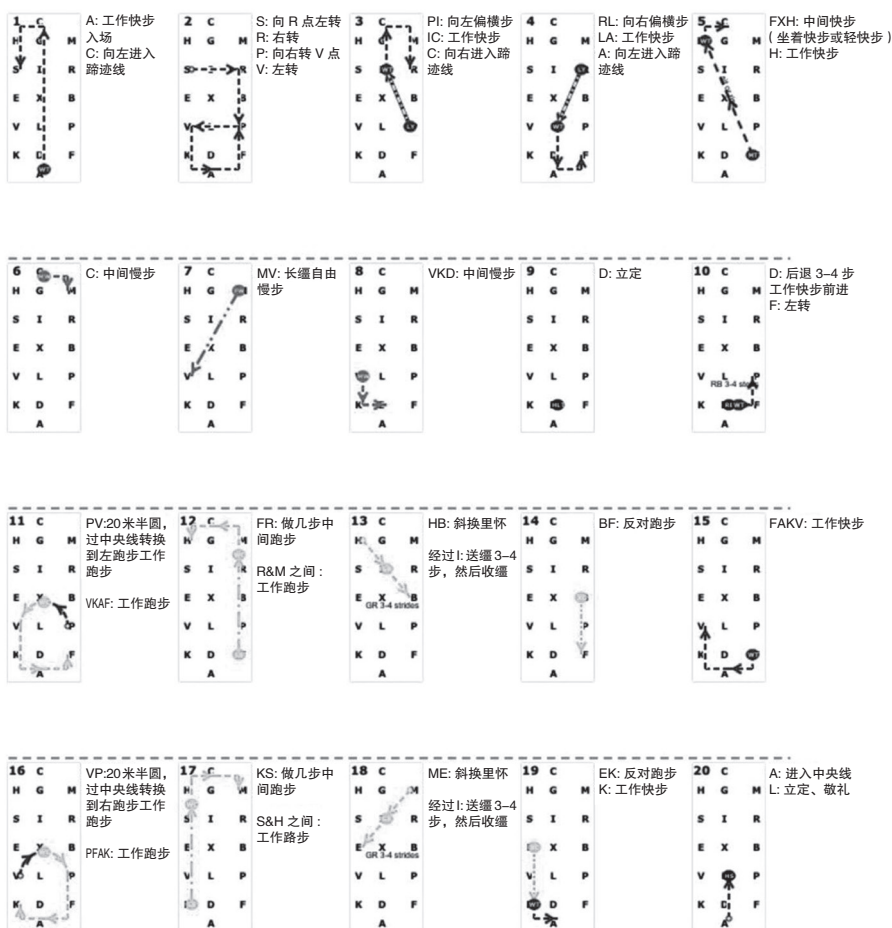 1 C
H G M
S I R
E X B
V L P
K D F
A
A: 工作快步
入场
C: 向左进入
蹄迹线
2 C
H G M
S I R
E X B
V L P
K D F
A
S: 向 R 点左转
R: 右转
P: 向右转 V 点
V: 左转
3 C
H G M
S R
E X B
V L
K D F
A
PI: 向左偏横步
IC: 工作快步
C: 向右进入蹄
迹线
4 C
H G M
S I
E X B
V P
K D F
A
RL: 向右偏横步
LA: 工作快步
A: 向左进入蹄
迹线
5 C
G M
S I R
E X B
V L P
K D
A
FXH: 中间快步
(坐着快步或轻快步)
H: 工作快步
6 C
H G M
S I R
E X B
V L P
K D F
A
C: 中间慢步
7 C
H G
S I R
E X B
V L P
K D F
A
MV: 长缰自由
慢步
8 C
H G M
S I R
E X B
L P
K F
A
VKD: 中间慢步
9 C
H G M
S I R
E X B
V L P
K F
A
D: 立定
10 C
H G M
S I R
E X B
V L P
RB 3-4 steps
K F
A
D: 后退 3–4 步
工作快步前进
F: 左转
11 C
H G M
S I R
E X B
V L P
K D F
A
PV:20米半圆,
过中央线转换
到左跑步工作
跑步
VKAF: 工作跑步
12 C
H G M
S I
E X B
V L P
K D
A
FR: 做几步中
间跑步
R&M 之间 :
工作跑步
13 C
H G M
S R
E X B
GR 3-4 strides
V L P
K D F
A
HB: 斜换里怀
经过I: 送缰 3–4
步, 然后收缰
14 C
H G M
S I R
E X
V L P
K D F
A
BF: 反对跑步
15 C
H G M
S I R
E X B
V L P
K D
A
FAKV: 工作快步
16 C
H G M
S I R
E X B
V L P
K D F
A
VP:20米半圆,
过中央线转换
到右跑步工作
跑步
PFAK: 工作跑步
17 C
H G M
S I R
E X B
V L P
D F
A
KS: 做几步中
间跑步
S&H 之间 :
工作路步
18 C
H G M
S R
E X B
GR 3-4 strides
V L P
K D F
A
ME: 斜换里怀
经过I: 送缰 3–4
步, 然后收缰
19 C
H G M
S I R
X B
V L P
D F
A
EK: 反对跑步
K: 工作快步
20 C
H G M
S I R
E X B
V P
K D F
A
A: 进入中央线
L: 立定、敬礼